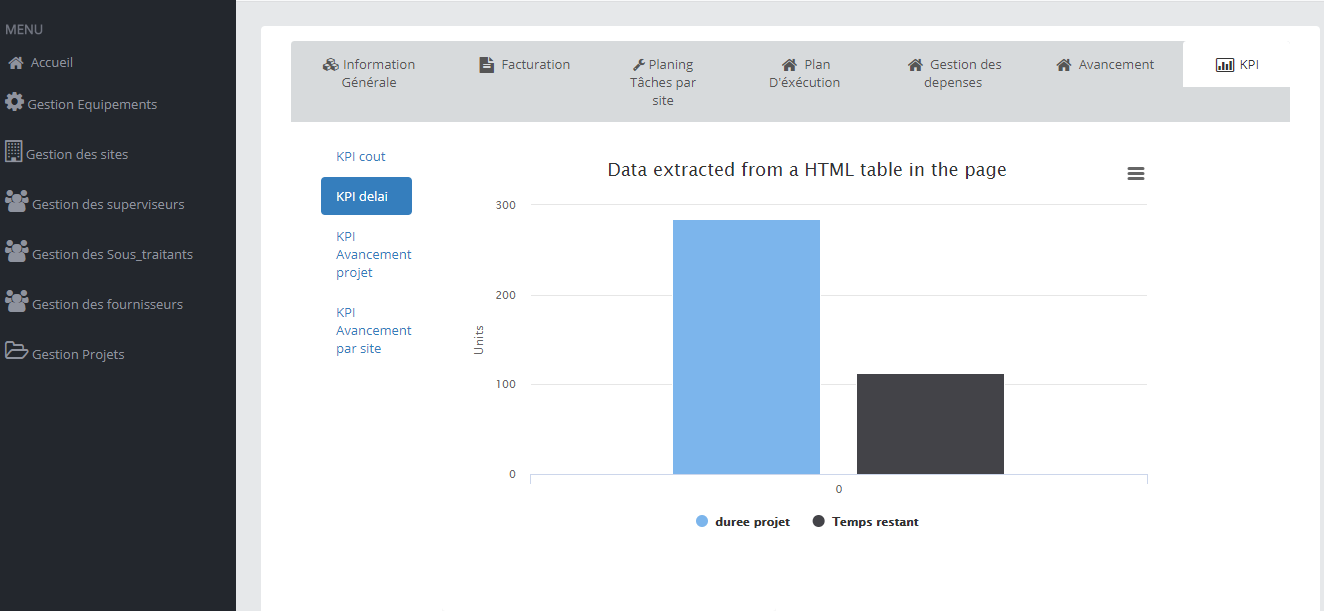 MENU
Accueil
Gestion Equipements
Gestion des sites
Gestion des superviseurs
Gestion des Sous_traitants
Gestion des fournisseurs
Gestion Projets
Information
Générale
Facturation
Planing
Tâches par
site
Plan
D'éxécution
Gestion des
depenses
Avancement
KPI
KPI cout
KPI delai
KPI
Avancement
projet
KPI
Avancement
par site
Data extracted from a HTML table in the page
Units
300
200
100
0
0
duree projet
Temps restant